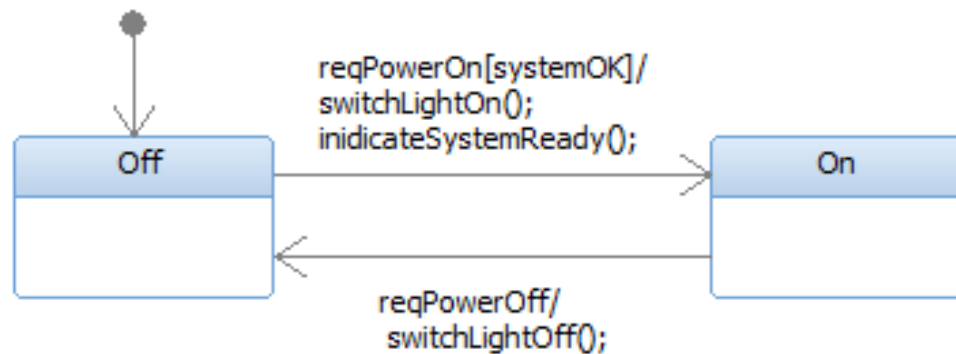 reqPowerOn[systemOK]/
switchLightOn();
inidicateSystemReady();
Off
On
reqPowerOff/
switchLightOff();